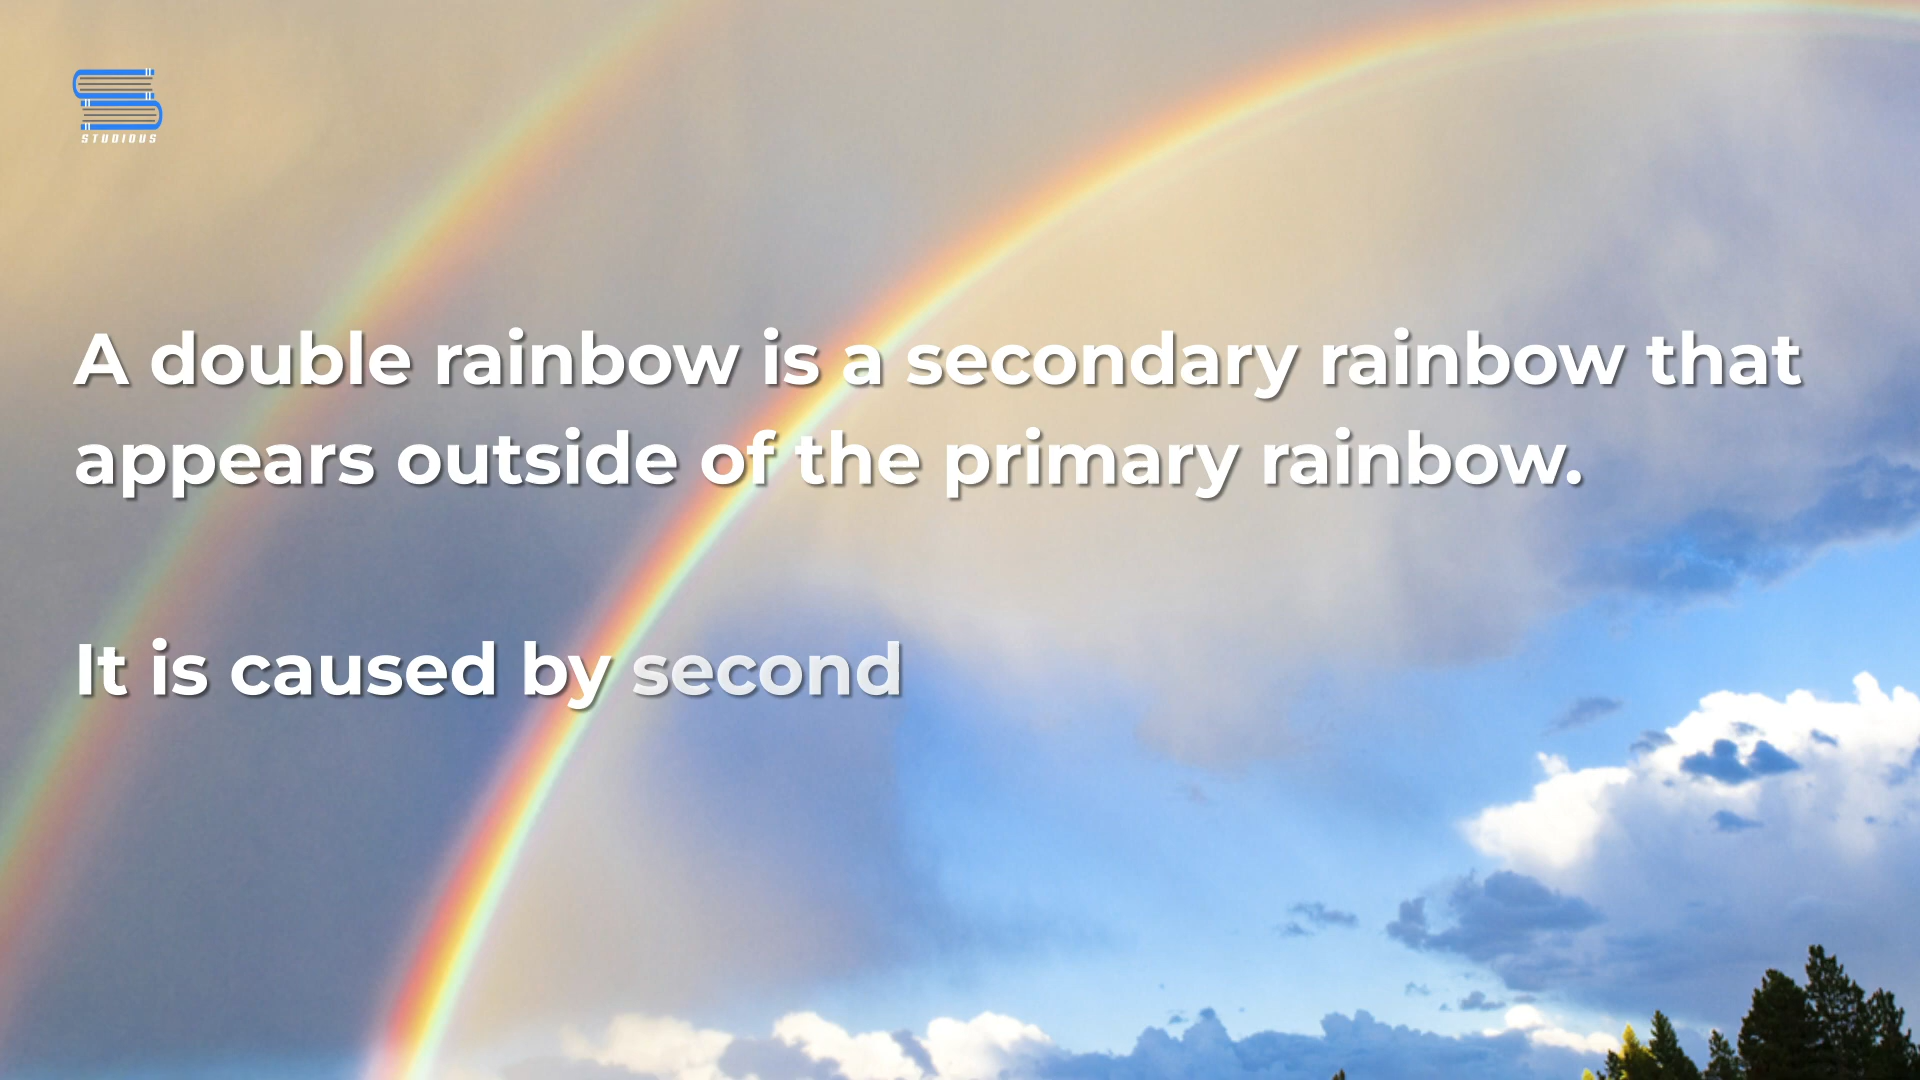 STUDIOUS
A double rainbow is a secondary rainbow that
appears outside of the primary rainbow.
It is caused by second